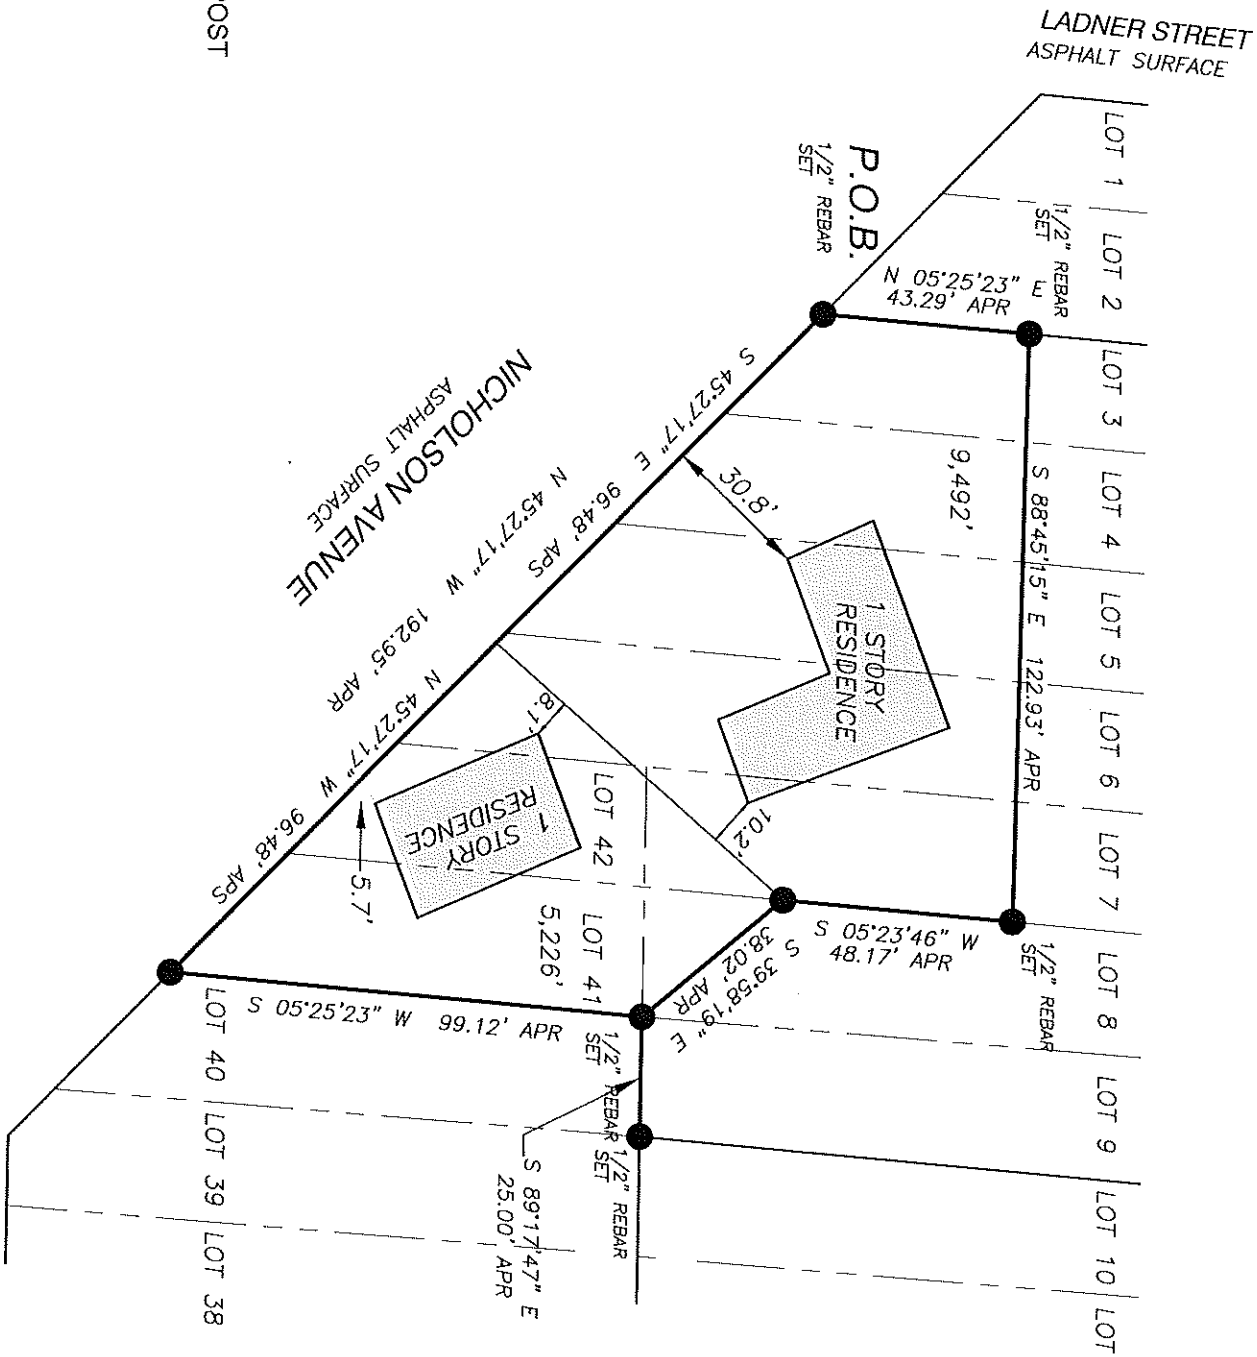 LADNER STREET
ASPHALT SURFACE
OST
LOT 1
LOT 2
LOT 3
LOT 4
LOT 5
LOT 6
LOT 7
LOT 8
LOT 9
LOT 10
LOT
P.O.B.
1/2" REBAR
SET
1/2" REBAR
SET
N 05°25'23" E
43.29' APR
S 88°45'15" E 122.93' APR
9,492'
S 45°27'17" E 96.48' APS
30.8'
1 STORY
RESIDENCE
NICHOLSON AVENUE
ASPHALT SURFACE
N 45°27'17" W 192.95' APR
N 45°27'17" W 96.48' APS
8.1'
10.2'
1 STORY
RESIDENCE
5.7'
LOT 42
LOT 41
5,226'
S 05°23'46" W
48.17' APR
1/2" REBAR
SET
S 39°58'19" E
38.02' APR
S 05°25'23" W 99.12' APR
1/2" REBAR
SET
1/2" REBAR
SET
S 89°17'47" E
25.00' APR
LOT 40
LOT 39
LOT 38